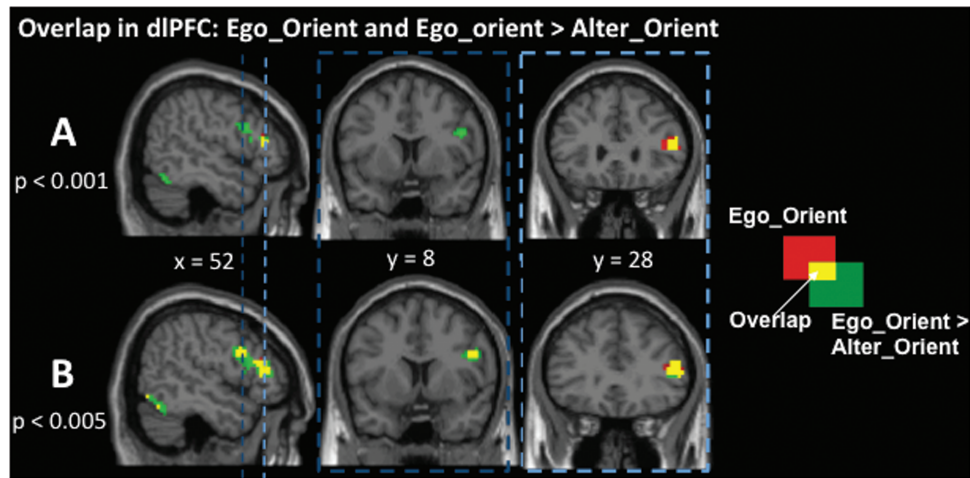 Overlap in dlPFC: Ego_Orient and Ego_orient > Alter_Orient
A
p < 0.001
x = 52
y = 8
y = 28
B
p < 0.005
Ego_Orient
Overlap
Ego_Orient >
Alter_Orient